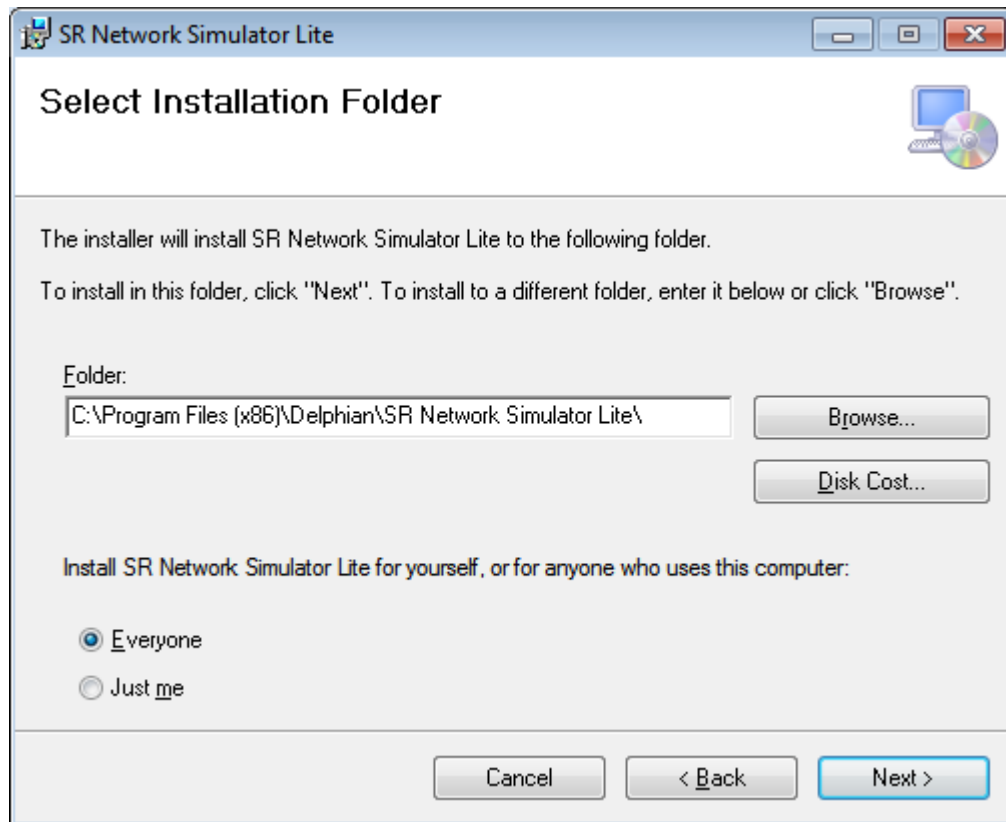 SR Network Simulator Lite
Select Installation Folder
The installer will install SR Network Simulator Lite to the following folder.
To install in this folder, click "Next". To install to a different folder, enter it below or click "Browse".
Folder:
C:\Program Files (x86)\Delphian\SR Network Simulator Lite\
Browse...
Disk Cost...
Install SR Network Simulator Lite for yourself, or for anyone who uses this computer:
Everyone
Just me
Cancel
< Back
Next >